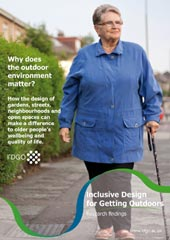 Why does
the outdoor
environment
matter?
How the design of
gardens, streets,
neighbourhoods and
open spaces can
make a difference
to older people's
wellbeing and
quality of life.
I'DGO
Inclusive Design
for Getting Outdoors
Research findings